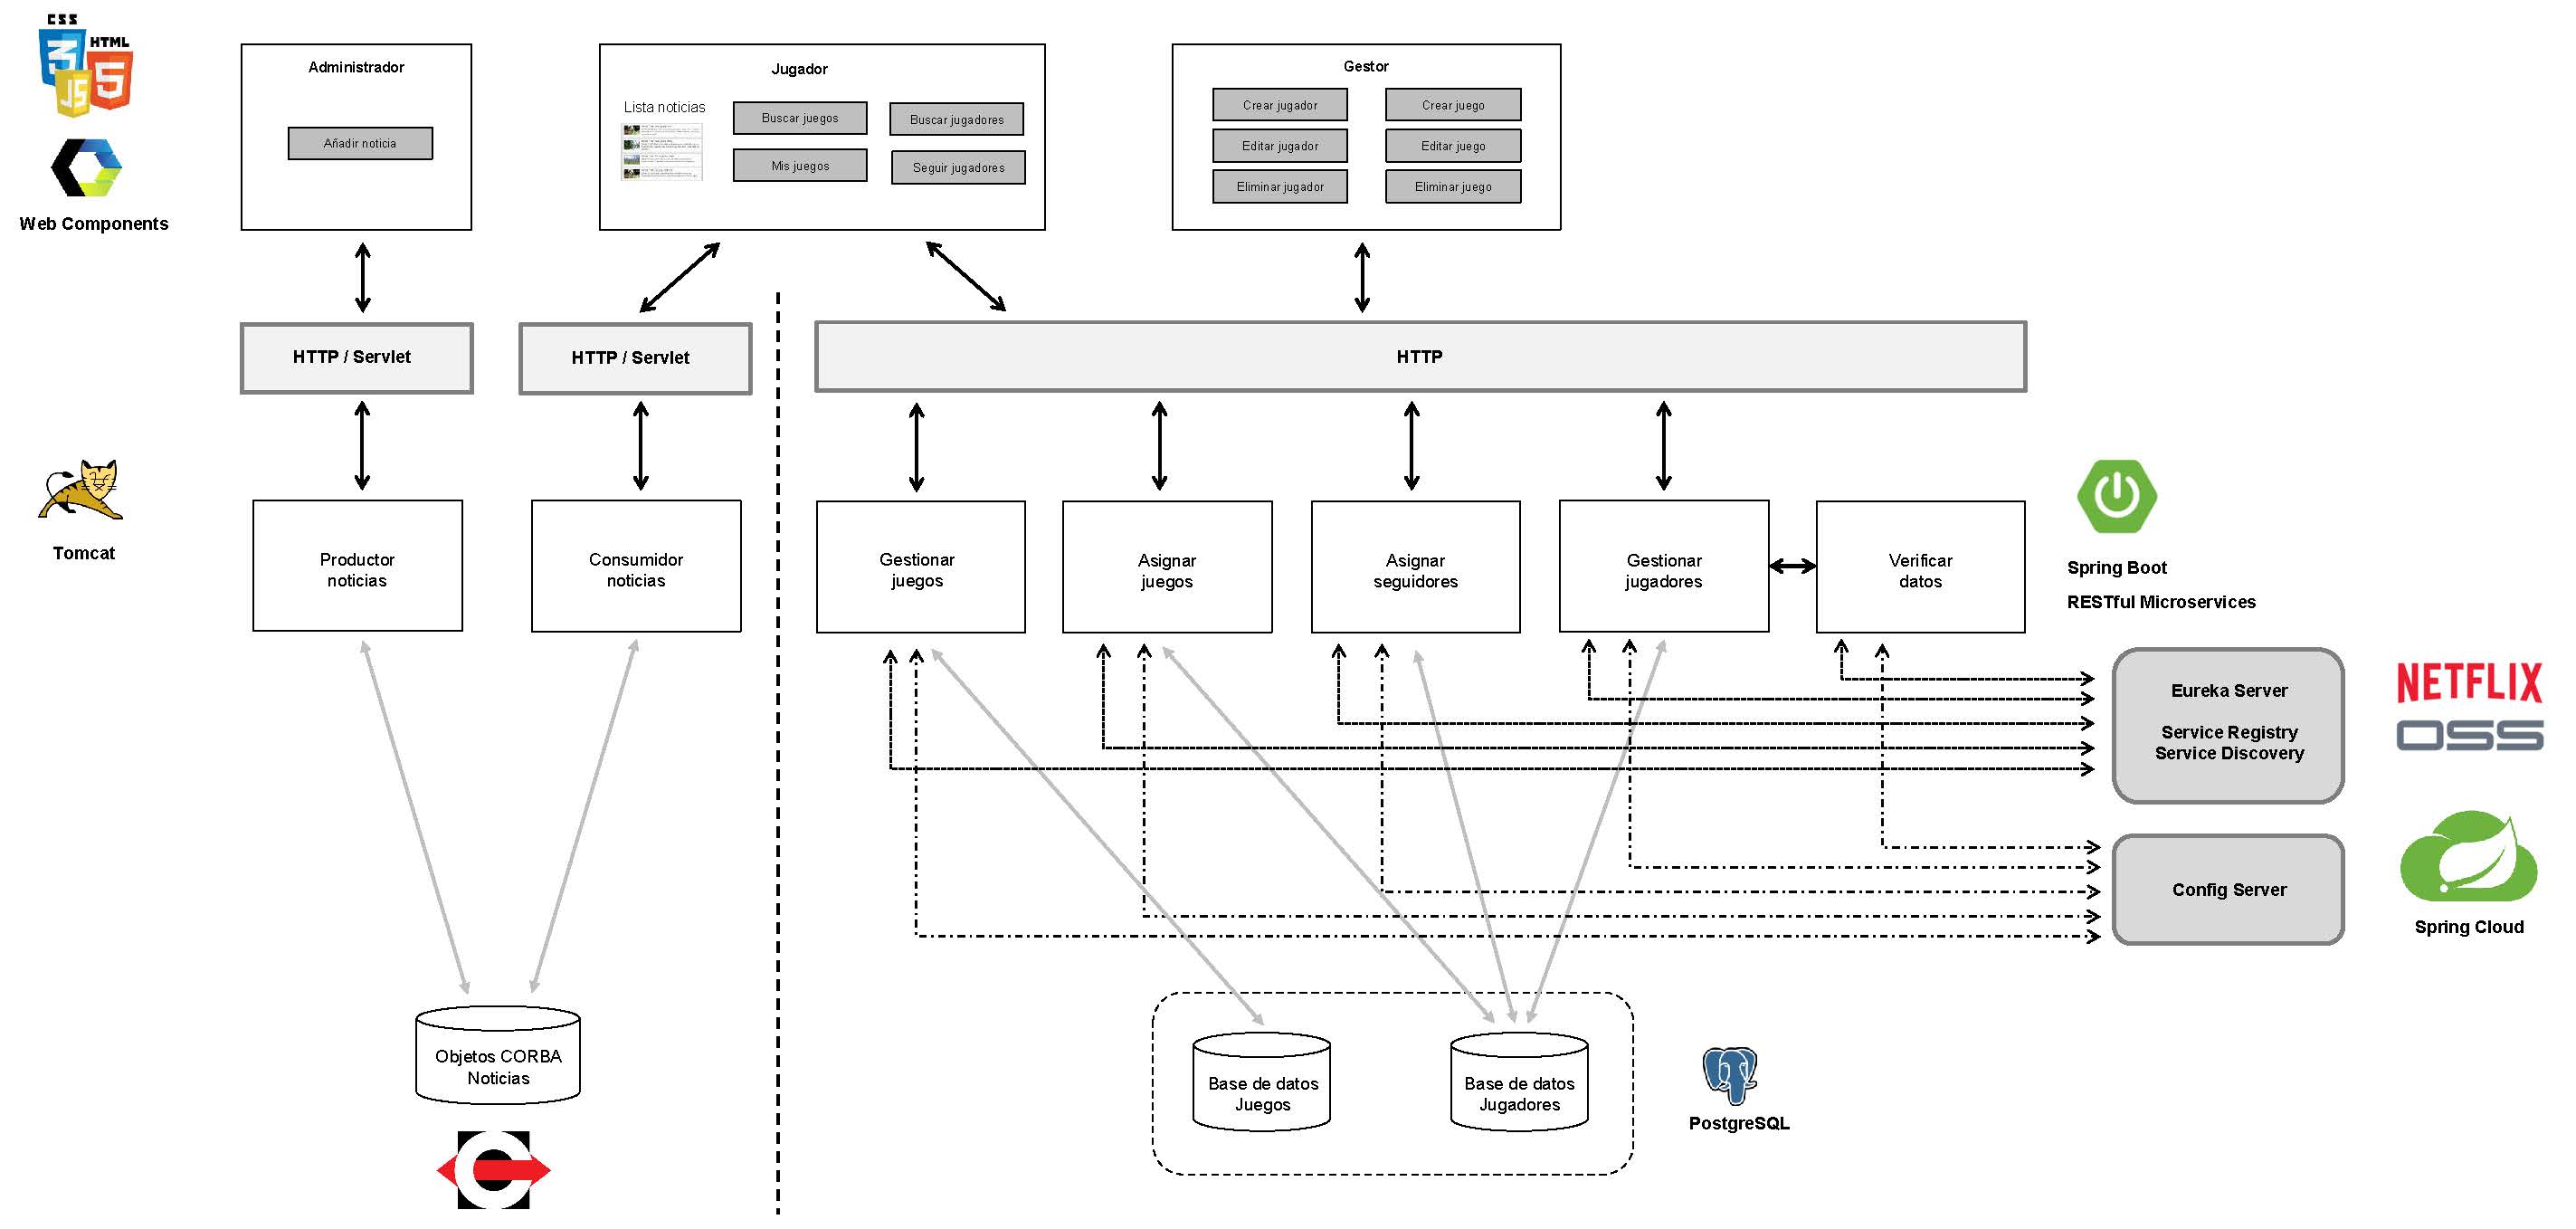 CSS
HTML
3
JS
5
Web Components
Administrador
Añadir noticia
Jugador
Lista noticias
Buscar juegos
Buscar jugadores
Mis juegos
Seguir jugadores
Gestor
Crear jugador
Crear juego
Editar jugador
Editar juego
Eliminar jugador
Eliminar juego
HTTP / Servlet
HTTP / Servlet
HTTP
Tomcat
Productor
noticias
Consumidor
noticias
Gestionar
juegos
Asignar
juegos
Asignar
seguidores
Gestionar
jugadores
Verificar
datos
Spring Boot
RESTful Microservices
Eureka Server
Service Registry
Service Discovery
NETFLIX
OSS
Config Server
Spring Cloud
Objetos CORBA
Noticias
Base de datos
Juegos
Base de datos
Jugadores
PostgreSQL
C